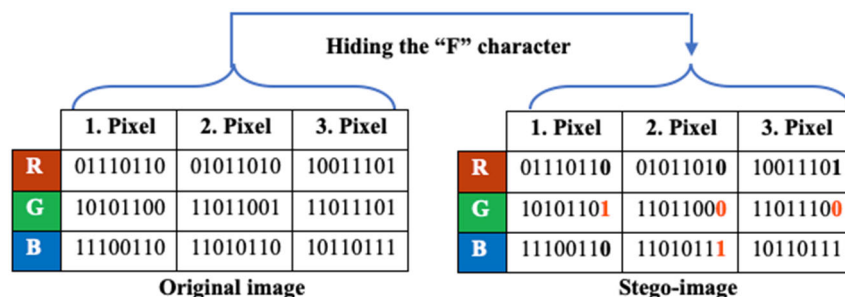 Hiding the “F” character
1. Pixel 2. Pixel 3. Pixel
R 01110110 01011010 10011101
G 10101100 11011001 11011101
B 11100110 11010110 10110111
Original image
1. Pixel 2. Pixel 3. Pixel
R 01110110 01011010 10011101
G 10101101 11011000 11011100
B 11100110 11010111 10110111
Stego-image